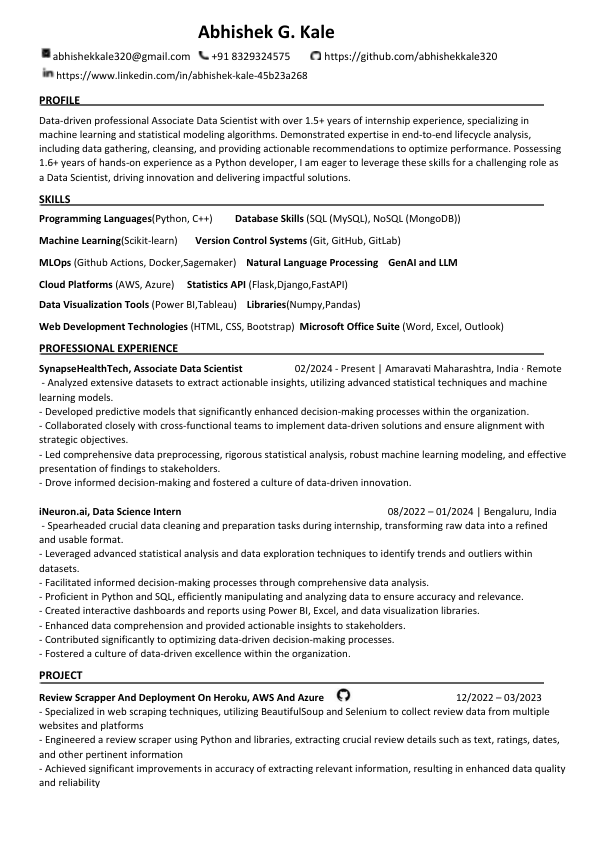 Abhishek G. Kale
abhishekkale320@gmail.com +91 8329324575 https://github.com/abhishekkale320
https://www.linkedin.com/in/abhishek-kale-45b23a268
PROFILE
Data-driven professional Associate Data Scientist with over 1.5+ years of internship experience, specializing in
machine learning and statistical modeling algorithms. Demonstrated expertise in end-to-end lifecycle analysis,
including data gathering, cleansing, and providing actionable recommendations to optimize performance. Possessing
1.6+ years of hands-on experience as a Python developer, I am eager to leverage these skills for a challenging role as
a Data Scientist, driving innovation and delivering impactful solutions.
SKILLS
Programming Languages(Python, C++) Database Skills (SQL (MySQL), NoSQL (MongoDB))
Machine Learning(Scikit-learn) Version Control Systems (Git, GitHub, GitLab)
MLOps (Github Actions, Docker,Sagemaker) Natural Language Processing GenAI and LLM
Cloud Platforms (AWS, Azure) Statistics API (Flask,Django,FastAPI)
Data Visualization Tools (Power BI,Tableau) Libraries(Numpy,Pandas)
Web Development Technologies (HTML, CSS, Bootstrap) Microsoft Office Suite (Word, Excel, Outlook)
PROFESSIONAL EXPERIENCE
SynapseHealthTech, Associate Data Scientist 02/2024 - Present | Amaravati Maharashtra, India · Remote
- Analyzed extensive datasets to extract actionable insights, utilizing advanced statistical techniques and machine
learning models.
- Developed predictive models that significantly enhanced decision-making processes within the organization.
- Collaborated closely with cross-functional teams to implement data-driven solutions and ensure alignment with
strategic objectives.
- Led comprehensive data preprocessing, rigorous statistical analysis, robust machine learning modeling, and effective
presentation of findings to stakeholders.
- Drove informed decision-making and fostered a culture of data-driven innovation.
iNeuron.ai, Data Science Intern 08/2022 – 01/2024 | Bengaluru, India
- Spearheaded crucial data cleaning and preparation tasks during internship, transforming raw data into a refined
and usable format.
- Leveraged advanced statistical analysis and data exploration techniques to identify trends and outliers within
datasets.
- Facilitated informed decision-making processes through comprehensive data analysis.
- Proficient in Python and SQL, efficiently manipulating and analyzing data to ensure accuracy and relevance.
- Created interactive dashboards and reports using Power BI, Excel, and data visualization libraries.
- Enhanced data comprehension and provided actionable insights to stakeholders.
- Contributed significantly to optimizing data-driven decision-making processes.
- Fostered a culture of data-driven excellence within the organization.
PROJECT
Review Scrapper And Deployment On Heroku, AWS And Azure 12/2022 – 03/2023
- Specialized in web scraping techniques, utilizing BeautifulSoup and Selenium to collect review data from multiple
websites and platforms
- Engineered a review scraper using Python and libraries, extracting crucial review details such as text, ratings, dates,
and other pertinent information
- Achieved significant improvements in accuracy of extracting relevant information, resulting in enhanced data quality
and reliability